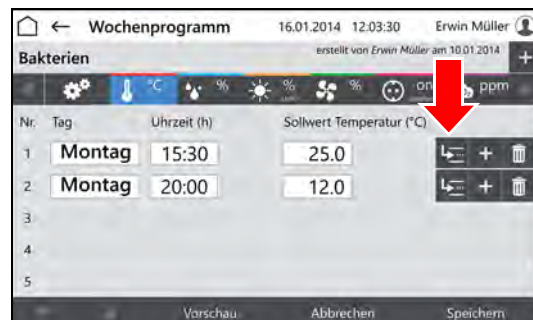 Wochenprogramm 16.01.2014 12:03:30 Erwin Müller
Bakterien erstellt von Erwin Müller am 10.01.2014 +
°C % % % on ppm
Nr. Tag Uhrzeit (h) Sollwert Temperatur (°C)
1 Montag 15:30 25.0 +
2 Montag 20:00 12.0 +
3
4
5
Vorschau Abbrechen Speichern